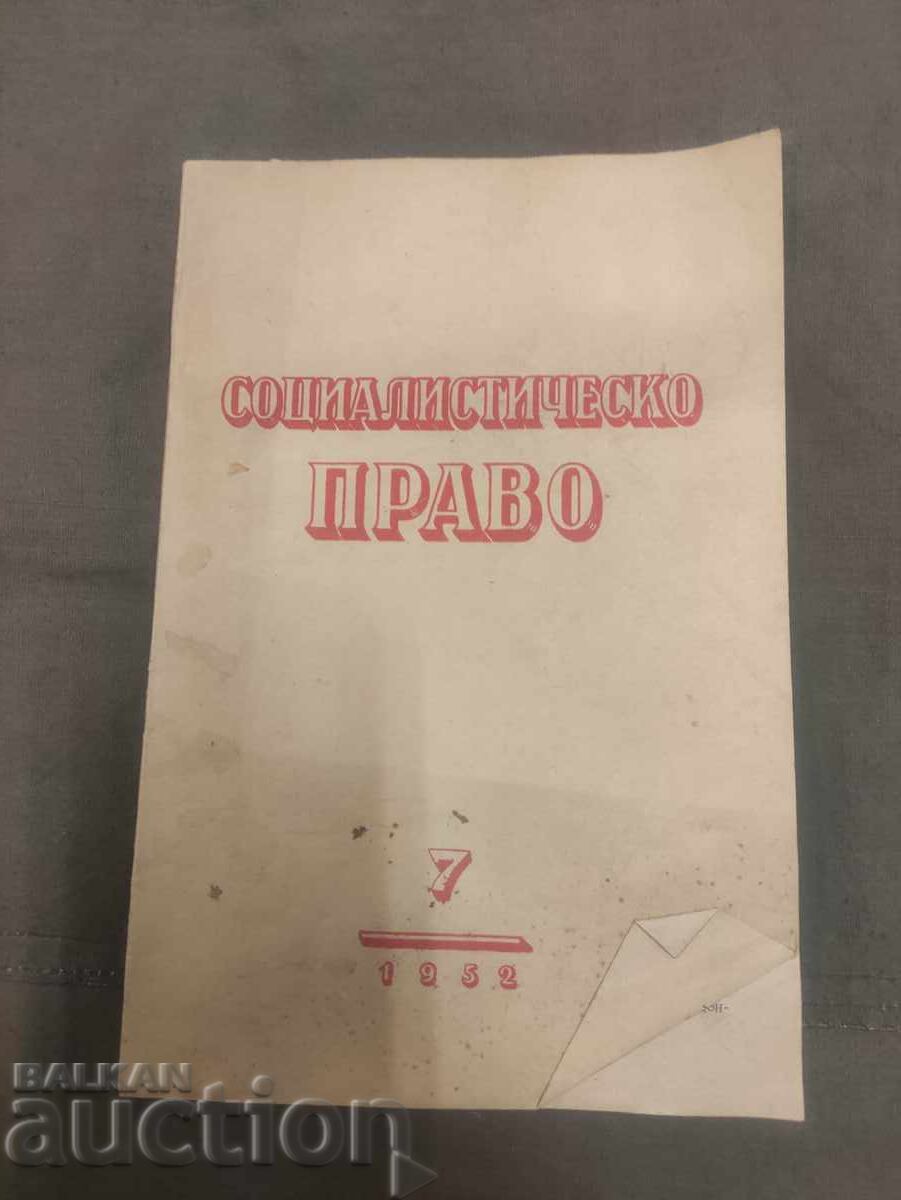 СОЦИАЛИСТИЧЕСКО
ПРАВО
7
1952
BALKAN
auction